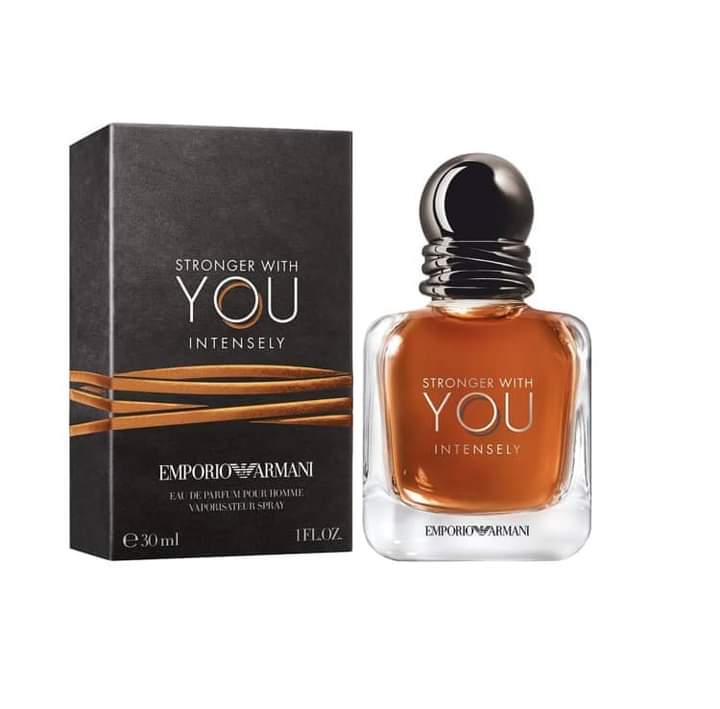 STRONGER WITH
YOU
INTENSELY
EMPORIO ARMANI
EAU DE PARFUM POUR HOMME
VAPORISATEUR SPRAY
℮ 30 ml 1 FL.OZ.
STRONGER WITH
YOU
INTENSELY
EMPORIO ARMANI